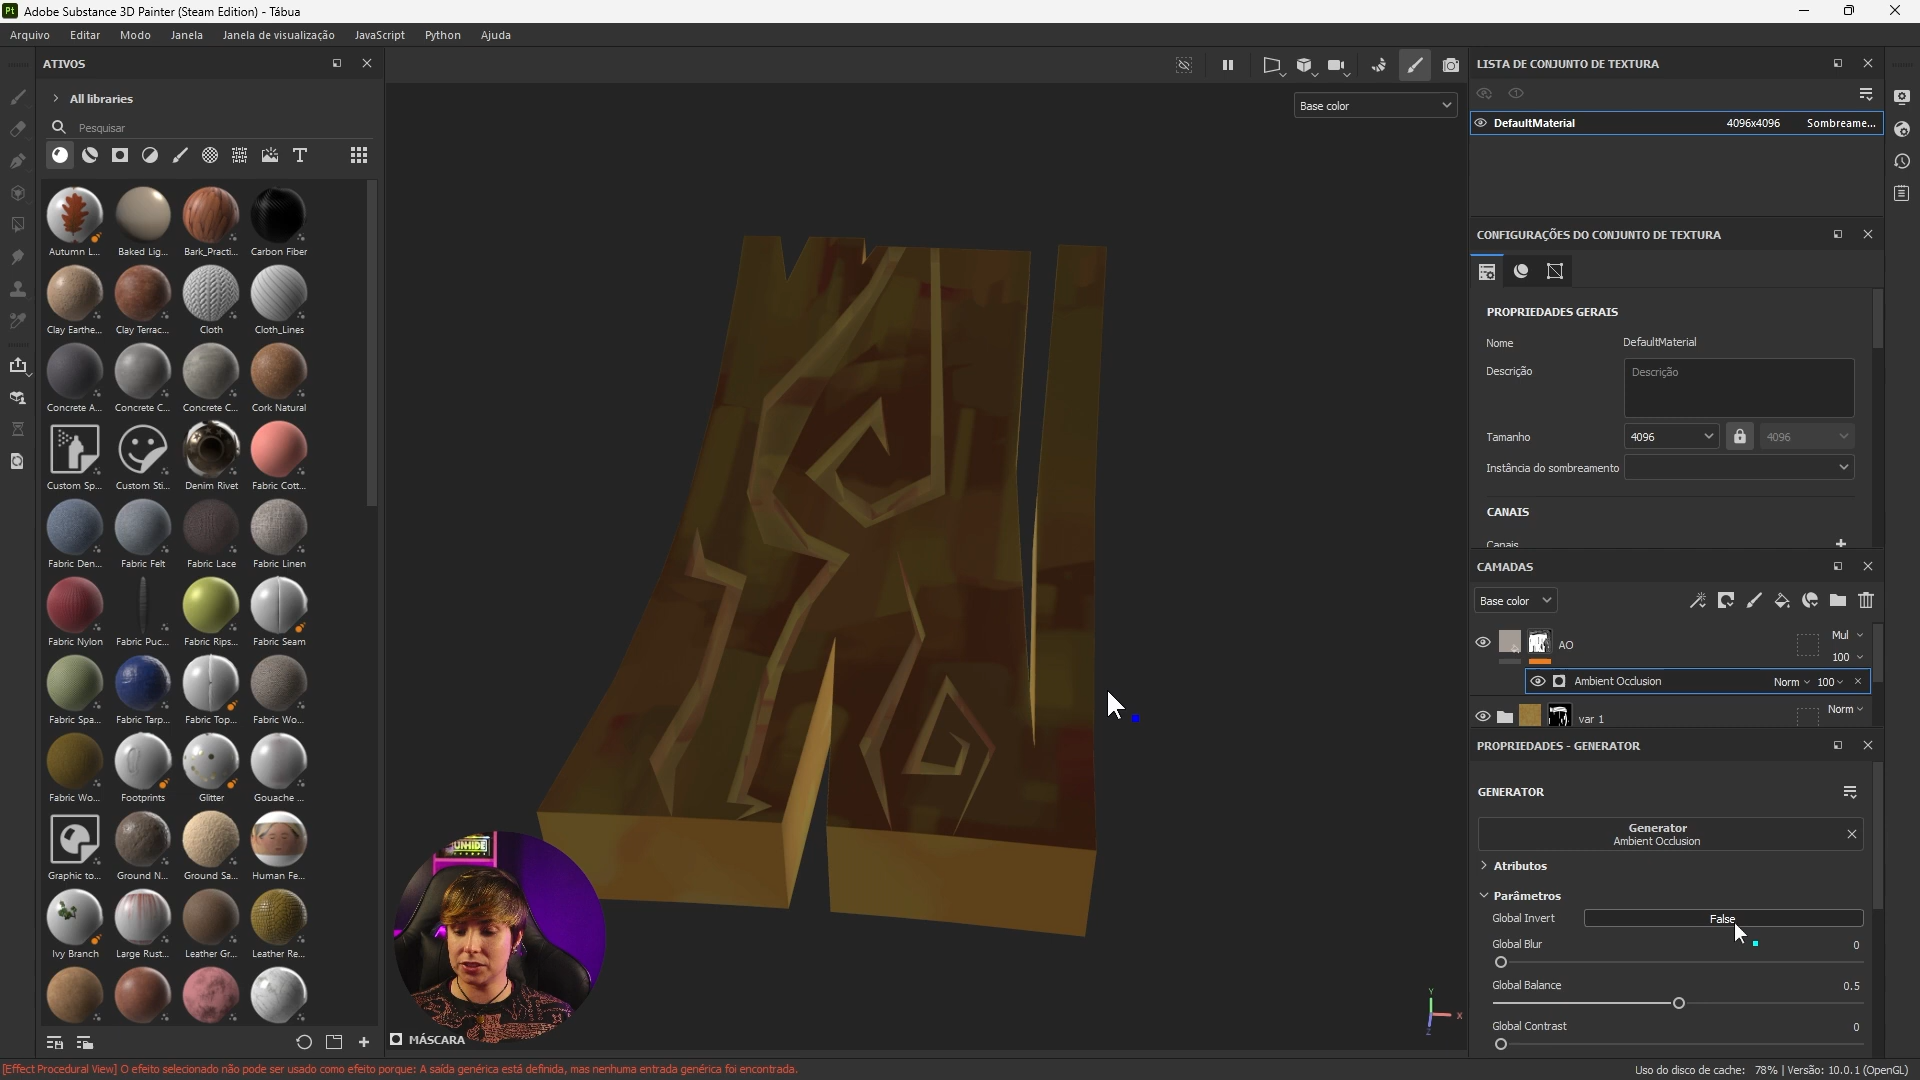 Pt Adobe Substance 3D Painter (Steam Edition) - Tábua
Arquivo Editar Modo Janela Janela de visualização JavaScript Python Ajuda
ATIVOS
All libraries
Pesquisar
Autumn L... Baked Lig... Bark_Practi... Carbon Fiber
Clay Earthe... Clay Terrac... Cloth Cloth_Lines
Concrete A... Concrete C... Concrete C... Cork Natural
Custom Sp... Custom Sti... Denim Rivet Fabric Cott...
Fabric Den... Fabric Felt Fabric Lace Fabric Linen
Fabric Nylon Fabric Puc... Fabric Rips... Fabric Seam
Fabric Spa... Fabric Tarp... Fabric Top... Fabric Wo...
Fabric Wo... Footprints Glitter Gouache ...
Graphic to... Ground N... Ground Sa... Human Fe...
Ivy Branch Large Rust... Leather Gr... Leather Re...
Base color
UNHIDE
MÁSCARA
Y
X
Z
LISTA DE CONJUNTO DE TEXTURA
DefaultMaterial 4096x4096 Sombreame...
CONFIGURAÇÕES DO CONJUNTO DE TEXTURA
PROPRIEDADES GERAIS
Nome DefaultMaterial
Descrição Descrição
Tamanho 4096 4096
Instância do sombreamento
CANAIS
Canais
CAMADAS
Base color
AO Mul
100
Ambient Occlusion Norm 100
var 1 Norm
PROPRIEDADES - GENERATOR
GENERATOR
Generator
Ambient Occlusion
Atributos
Parâmetros
Global Invert False
Global Blur 0
Global Balance 0.5
Global Contrast 0
[Effect Procedural View] O efeito selecionado não pode ser usado como efeito porque: A saída genérica está definida, mas nenhuma entrada genérica foi encontrada.
Uso do disco de cache: 78% | Versão: 10.0.1 (OpenGL)